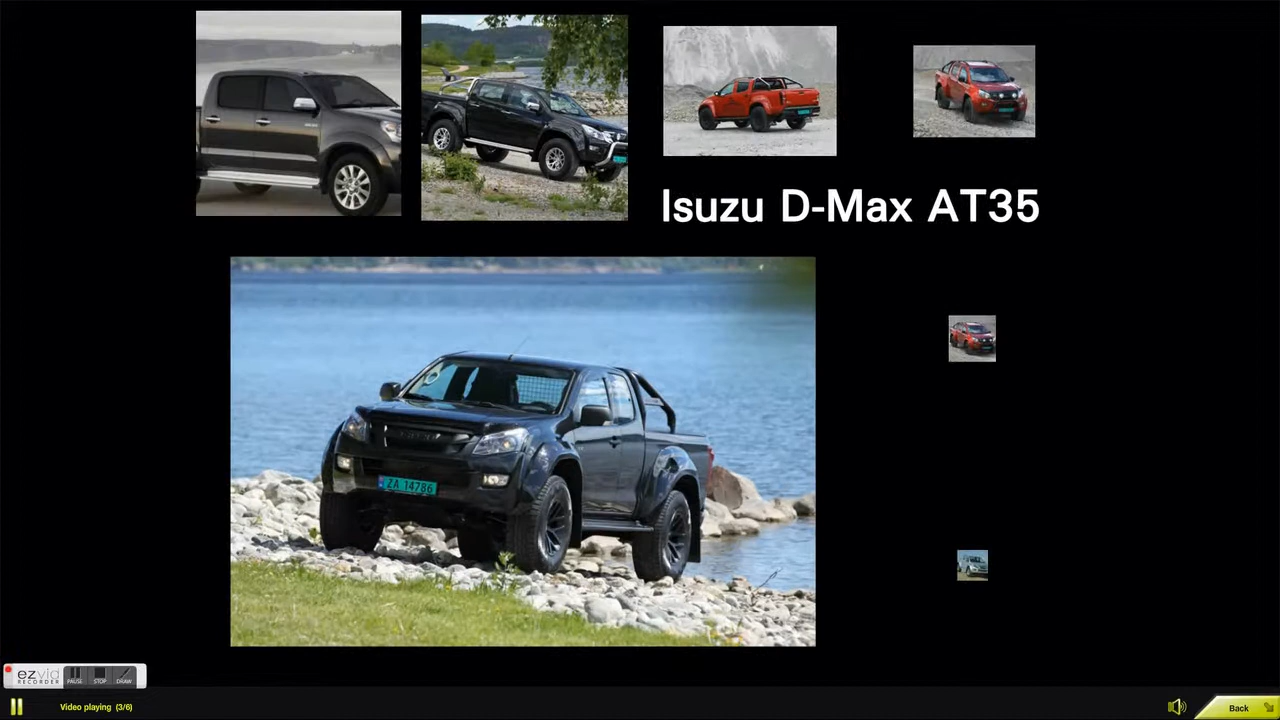 Isuzu D-Max AT35
ZA 14786
ezvid
RECORDER
PAUSE
STOP
DRAW
Video playing (3/6)
Back